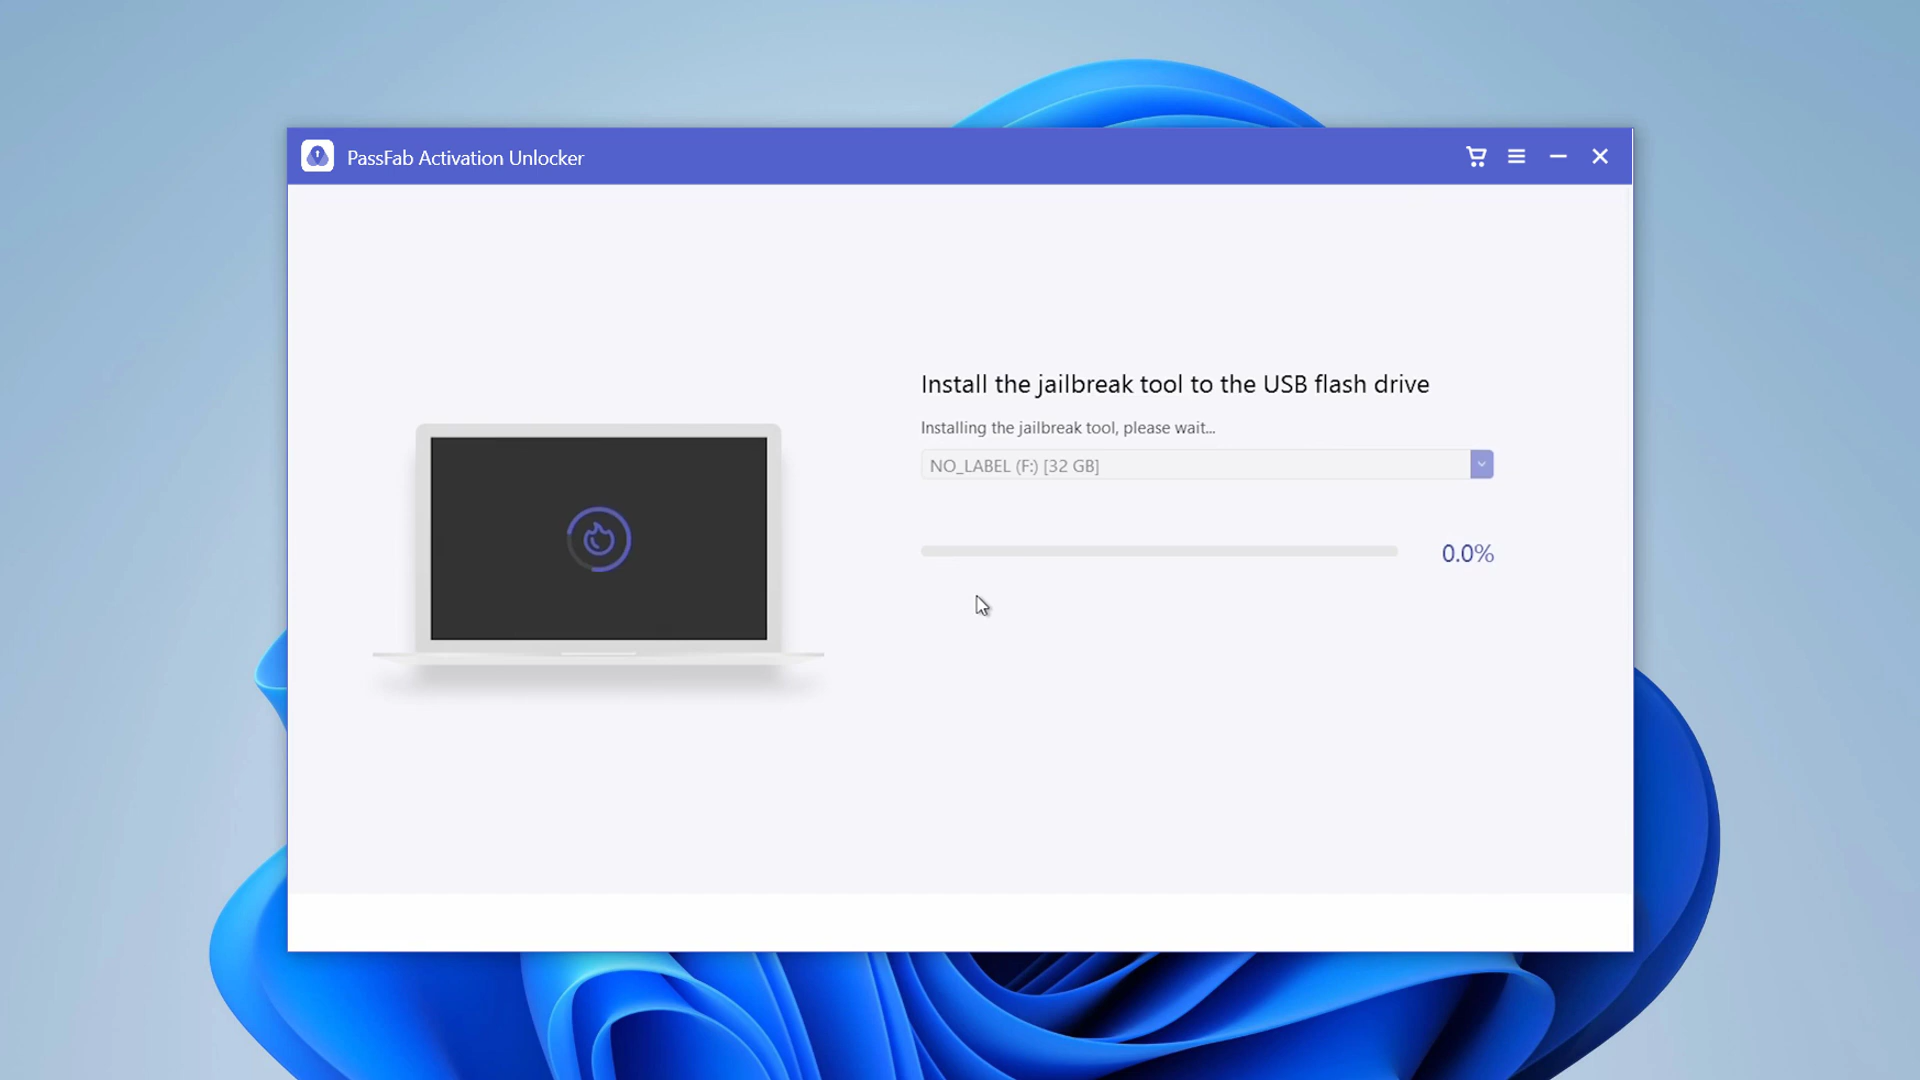 PassFab Activation Unlocker
Install the jailbreak tool to the USB flash drive
Installing the jailbreak tool, please wait...
NO_LABEL (F:) [32 GB]
0.0%